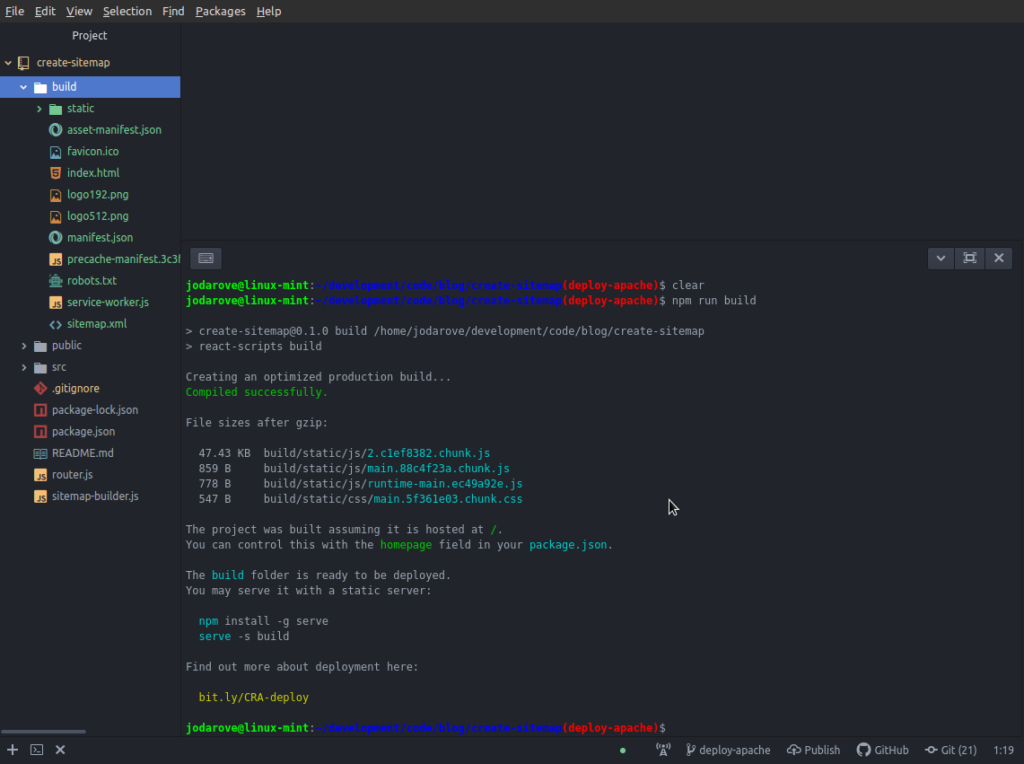 File Edit View Selection Find Packages Help
Project
create-sitemap
build
static
asset-manifest.json
favicon.ico
index.html
logo192.png
logo512.png
manifest.json
precache-manifest.3c3f
robots.txt
service-worker.js
sitemap.xml
public
src
.gitignore
package-lock.json
package.json
README.md
router.js
sitemap-builder.js
jodarove@linux-mint:~/development/code/blog/create-sitemap(deploy-apache)$ clear
jodarove@linux-mint:~/development/code/blog/create-sitemap(deploy-apache)$ npm run build
> create-sitemap@0.1.0 build /home/jodarove/development/code/blog/create-sitemap
> react-scripts build
Creating an optimized production build...
Compiled successfully.
File sizes after gzip:
47.43 KB build/static/js/2.c1ef8382.chunk.js
859 B build/static/js/main.88c4f23a.chunk.js
778 B build/static/js/runtime-main.ec49a92e.js
547 B build/static/css/main.5f361e03.chunk.css
The project was built assuming it is hosted at /.
You can control this with the homepage field in your package.json.
The build folder is ready to be deployed.
You may serve it with a static server:
npm install -g serve
serve -s build
Find out more about deployment here:
bit.ly/CRA-deploy
jodarove@linux-mint:~/development/code/blog/create-sitemap(deploy-apache)$
deploy-apache Publish GitHub Git (21) 1:19